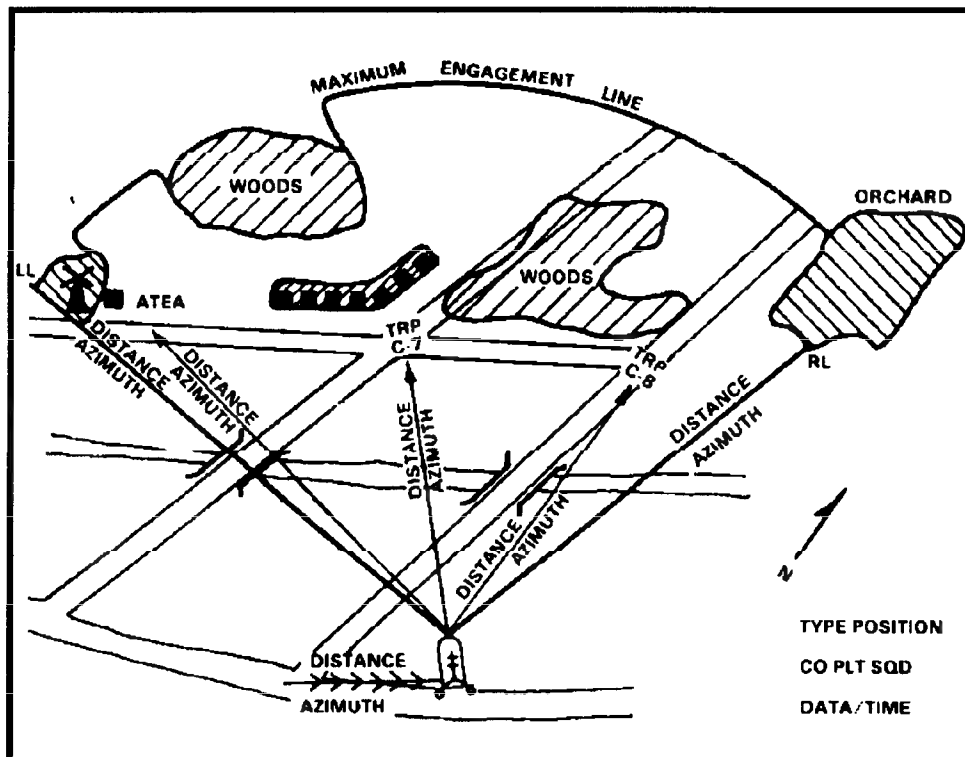 MAXIMUM ENGAGEMENT LINE
WOODS
ORCHARD
LL
WOODS
ATEA
TRP
C-7
TRP
C-8
RL
DISTANCE
AZIMUTH
DISTANCE
AZIMUTH
DISTANCE
AZIMUTH
DISTANCE
AZIMUTH
DISTANCE
AZIMUTH
N
DISTANCE
AZIMUTH
TYPE POSITION
CO PLT SQD
DATA/TIME